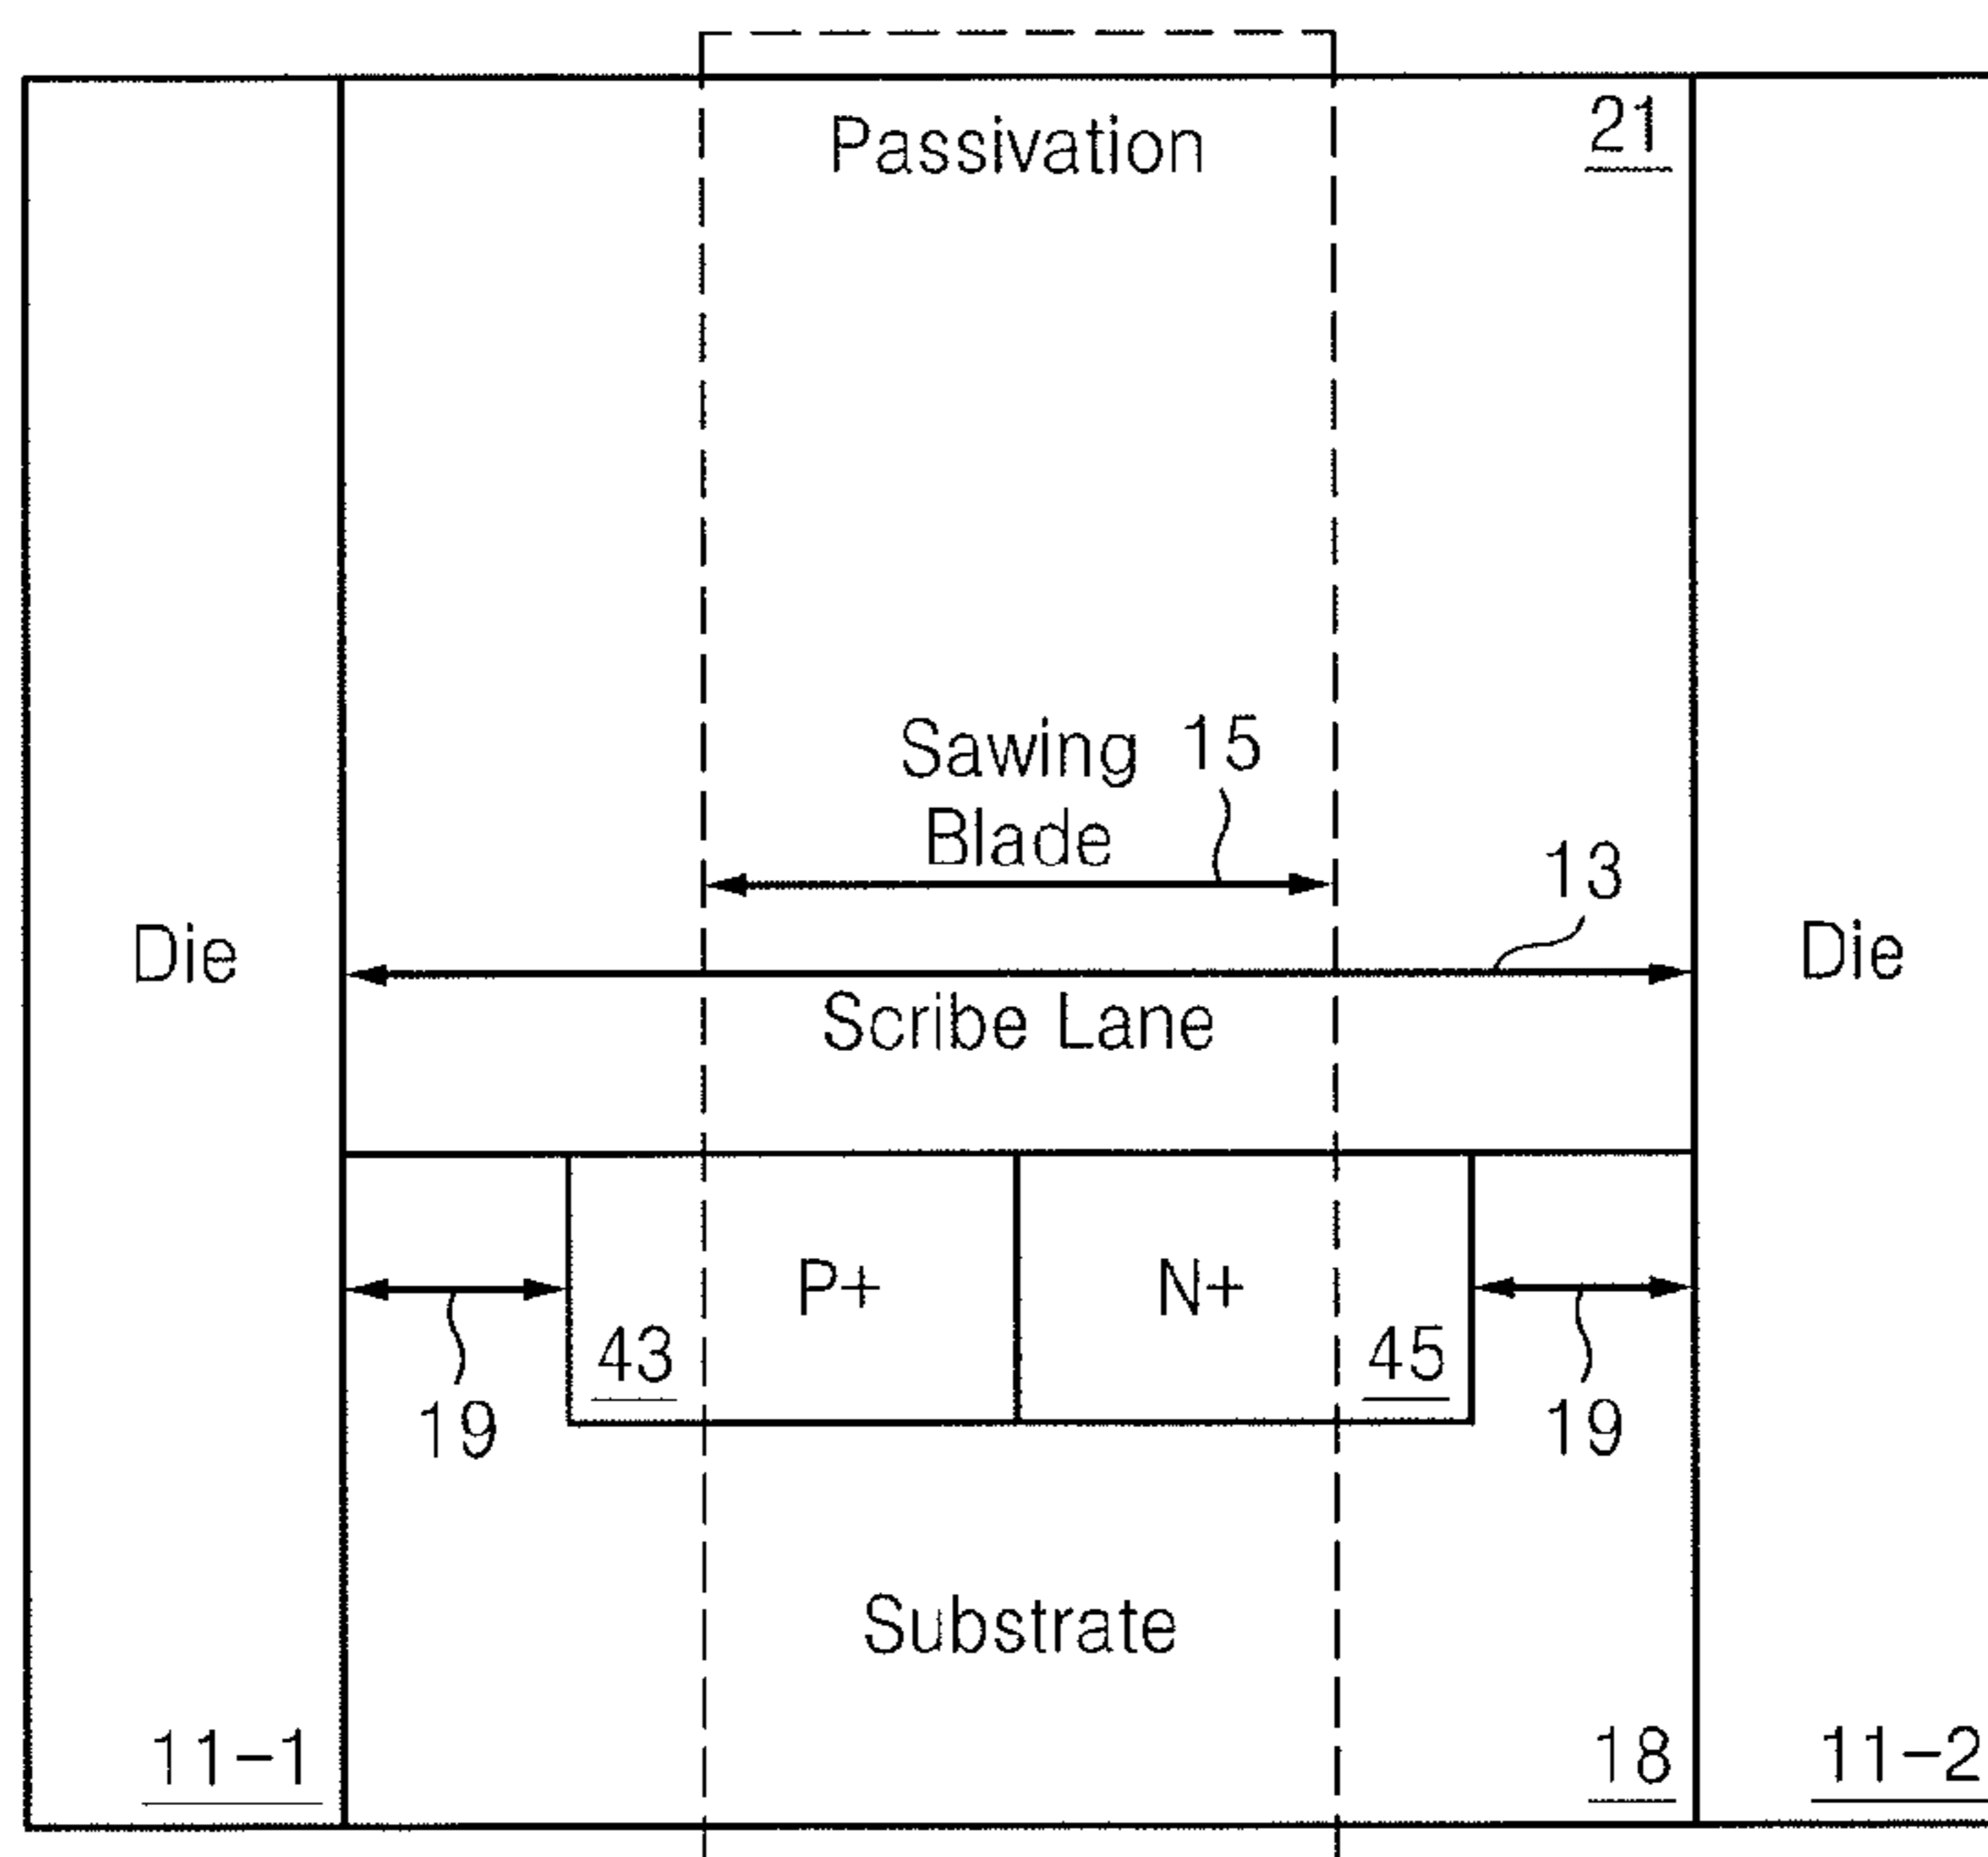 21
Passivation
Sawing 15
Blade
13
Die
Die
Scribe Lane
P+
N+
43
45
19
19
Substrate
11-1
18
11-2